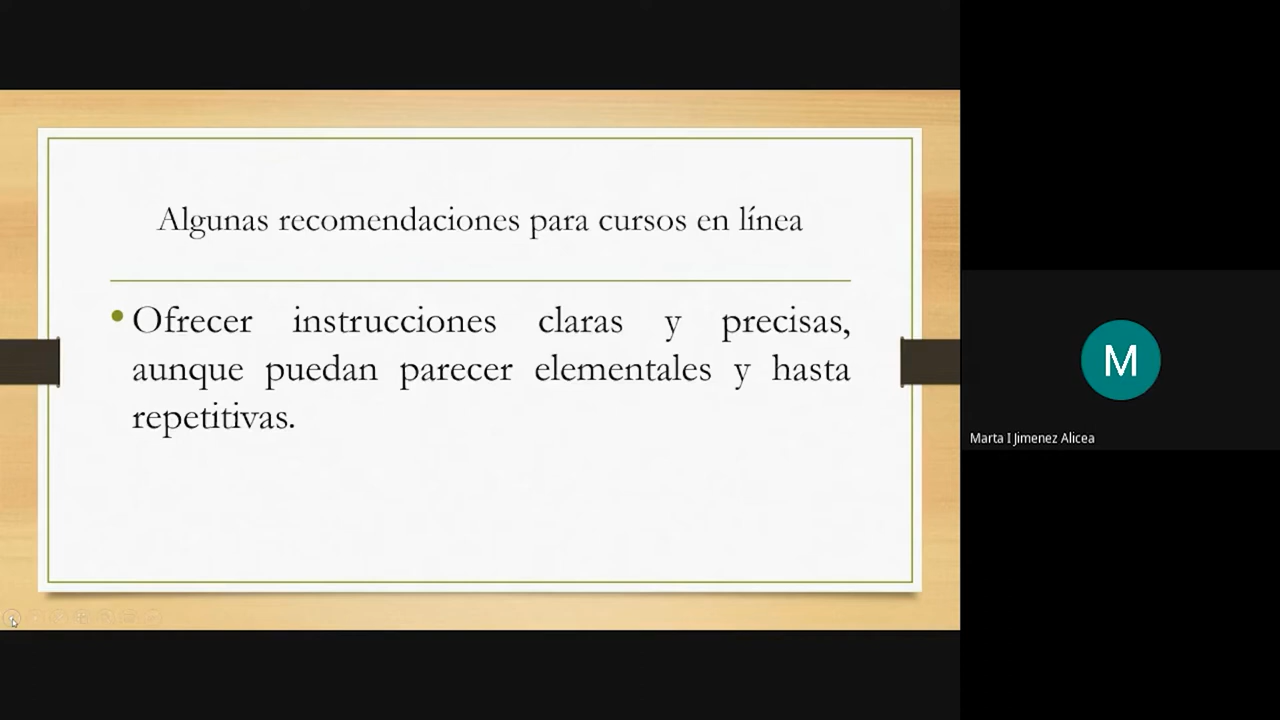 Algunas recomendaciones para cursos en línea
• Ofrecer instrucciones claras y precisas,
aunque puedan parecer elementales y hasta
repetitivas.
M
Marta I Jimenez Alicea